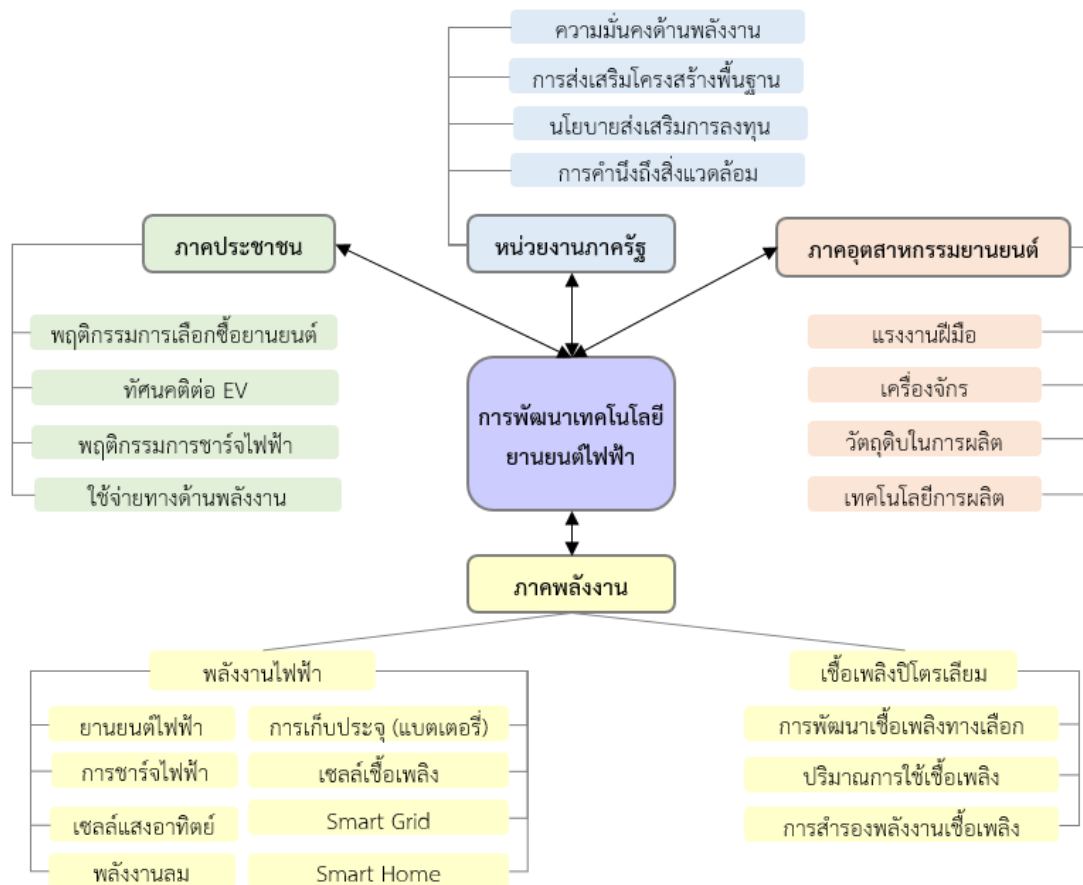 ความมั่นคงด้านพลังงาน
การส่งเสริมโครงสร้างพื้นฐาน
นโยบายส่งเสริมการลงทุน
การคำนึงถึงสิ่งแวดล้อม
หน่วยงานภาครัฐ
ภาคประชาชน
พฤติกรรมการเลือกซื้อยานยนต์
ทัศนคติต่อ EV
พฤติกรรมการชาร์จไฟฟ้า
ใช้จ่ายทางด้านพลังงาน
การพัฒนาเทคโนโลยี
ยานยนต์ไฟฟ้า
ภาคอุตสาหกรรมยานยนต์
แรงงานฝีมือ
เครื่องจักร
วัตถุดิบในการผลิต
เทคโนโลยีการผลิต
ภาคพลังงาน
พลังงานไฟฟ้า
ยานยนต์ไฟฟ้า
การชาร์จไฟฟ้า
เซลล์แสงอาทิตย์
พลังงานลม
การเก็บประจุ (แบตเตอรี่)
เซลล์เชื้อเพลิง
Smart Grid
Smart Home
เชื้อเพลิงปิโตรเลียม
การพัฒนาเชื้อเพลิงทางเลือก
ปริมาณการใช้เชื้อเพลิง
การสำรองพลังงานเชื้อเพลิง